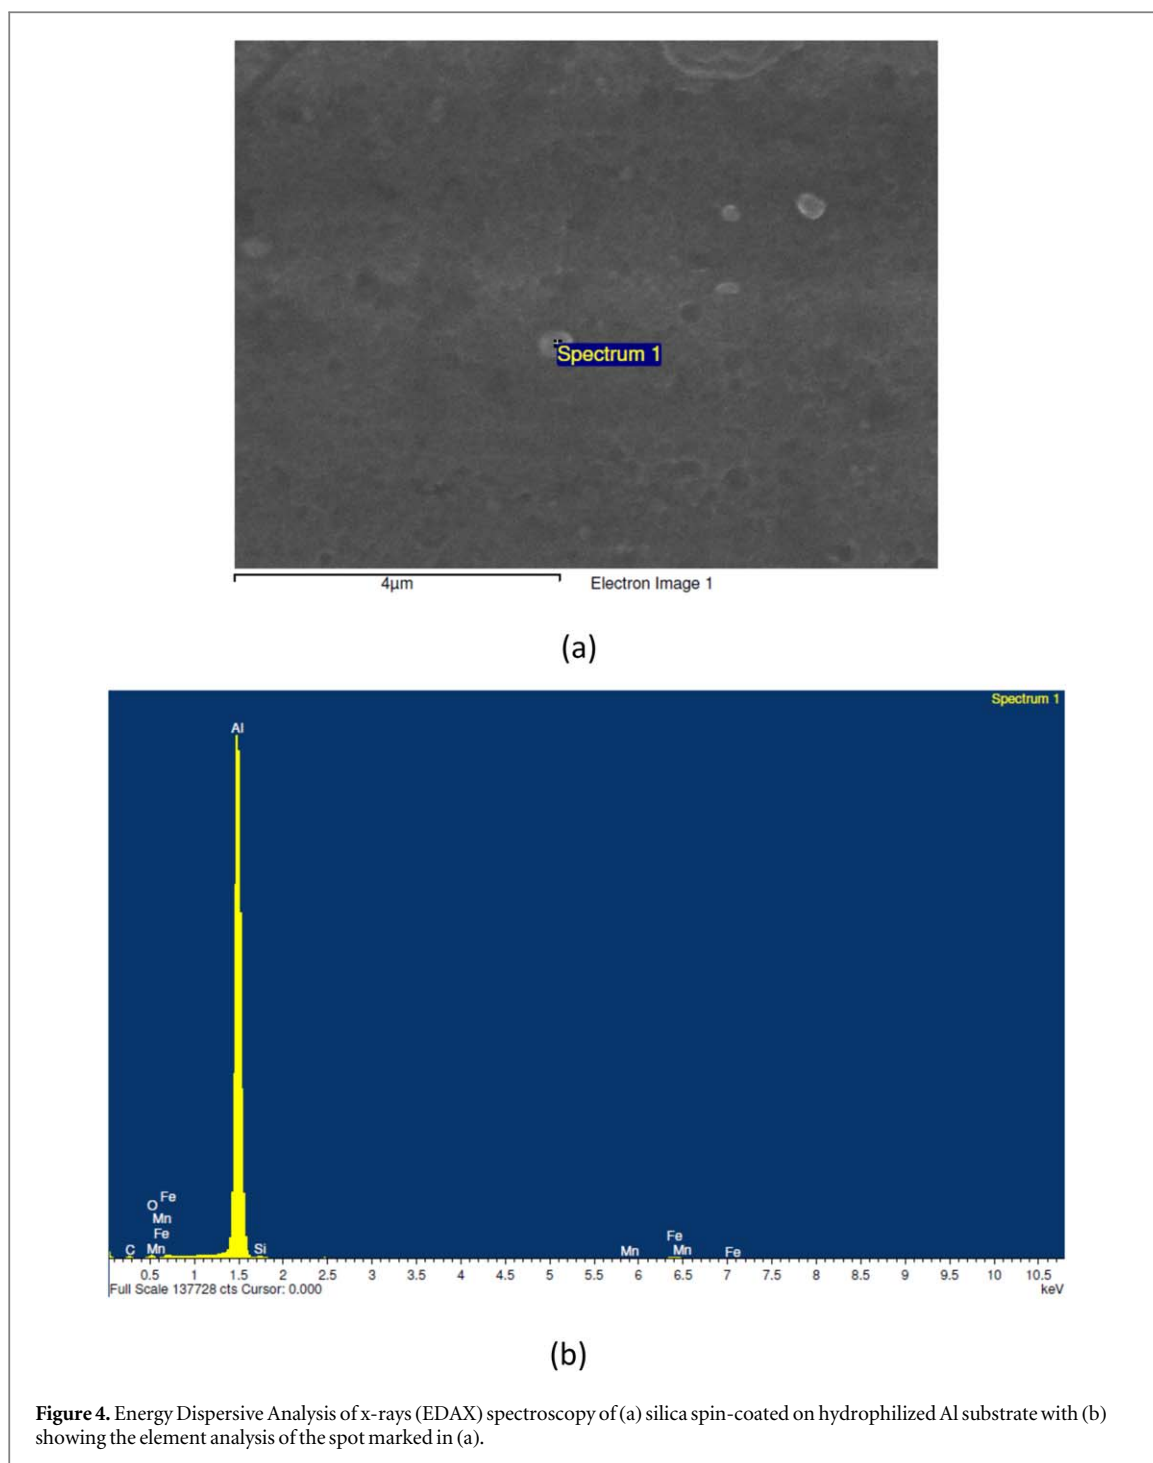 Spectrum 1
4µm
Electron Image 1
(a)
Spectrum 1
Al
Fe
O
Mn
Fe
C Mn Si Mn Fe Mn Fe
0.5 1 1.5 2 2.5 3 3.5 4 4.5 5 5.5 6 6.5 7 7.5 8 8.5 9 9.5 10 10.5
Full Scale 137728 cts Cursor: 0.000 keV
(b)
Figure 4. Energy Dispersive Analysis of x-rays (EDAX) spectroscopy of (a) silica spin-coated on hydrophilized Al substrate with (b)
showing the element analysis of the spot marked in (a).